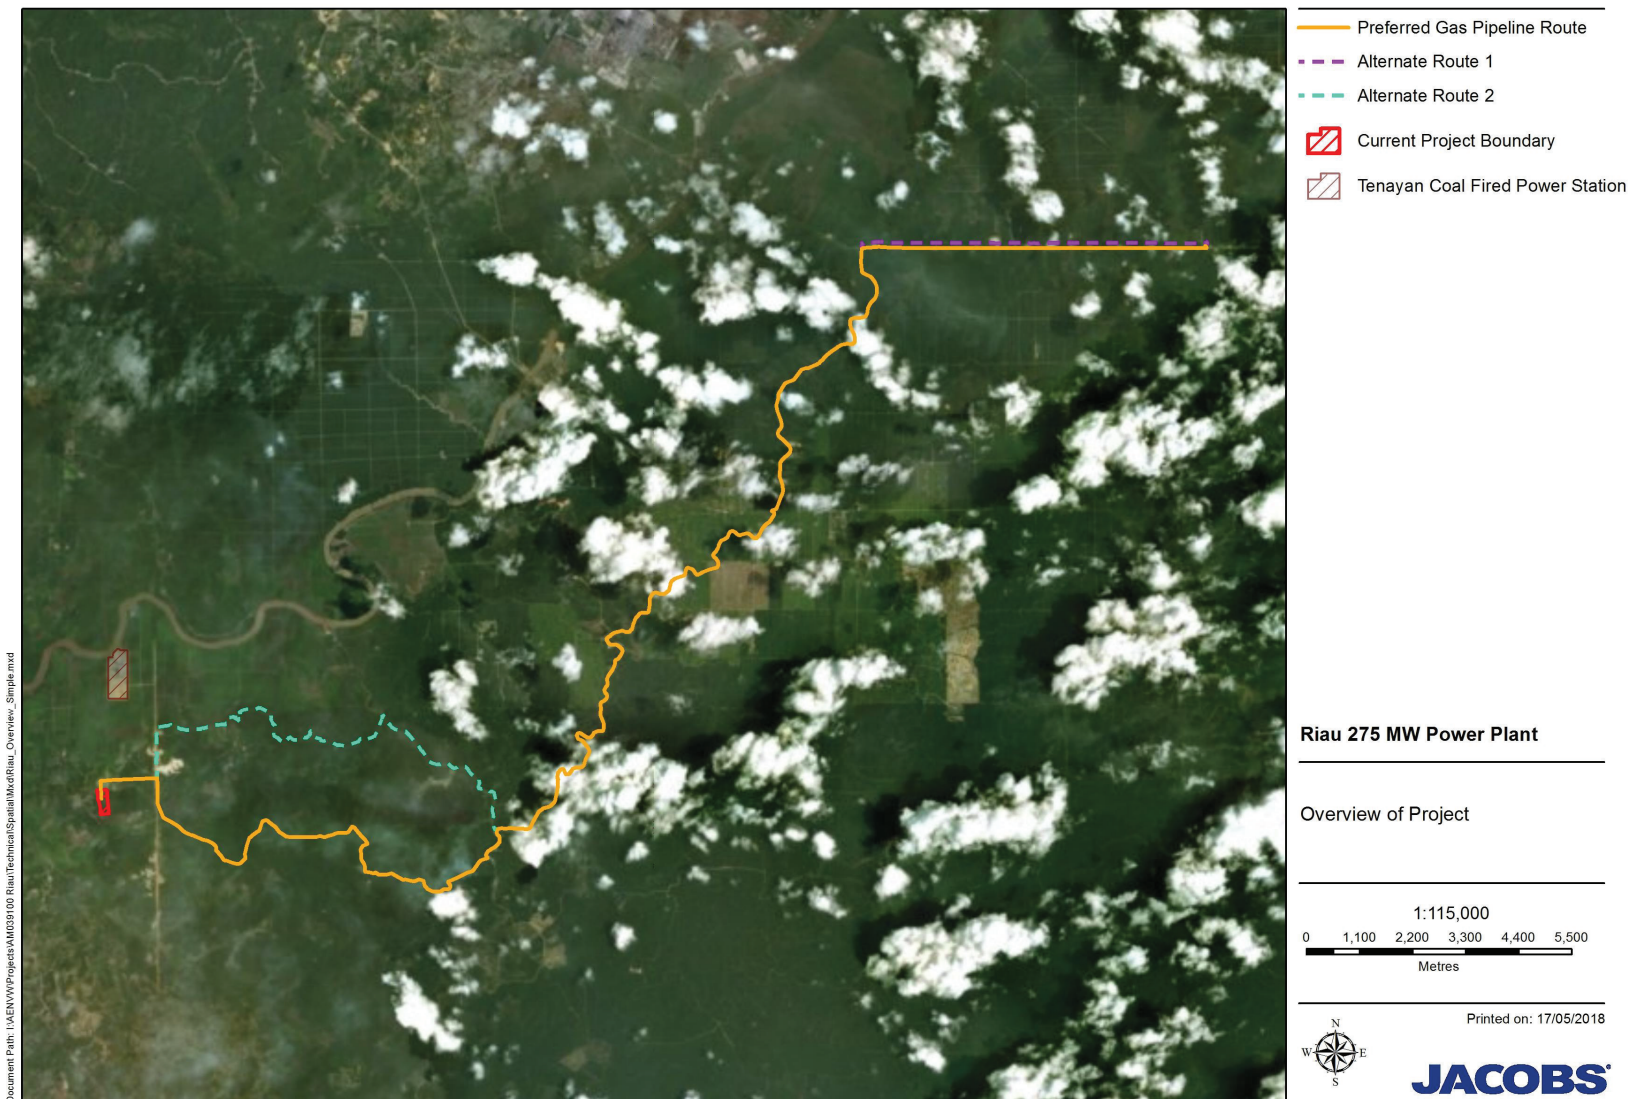 Preferred Gas Pipeline Route
Alternate Route 1
Alternate Route 2
Current Project Boundary
Tenayan Coal Fired Power Station
Riau 275 MW Power Plant
Overview of Project
1:115,000
0 1,100 2,200 3,300 4,400 5,500
Metres
Printed on: 17/05/2018
N
W E
S
JACOBS
Document Path: I:\AENVW\Projects\AM039100 Riau\Technical\Spatial\Mxd\Riau_Overview_Simple.mxd